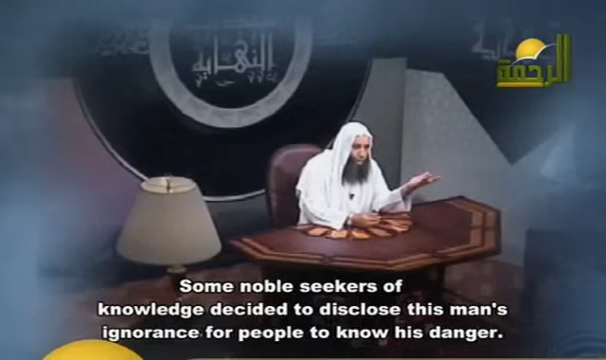 النهاية
الرحمة
Some noble seekers of
knowledge decided to disclose this man's
ignorance for people to know his danger.